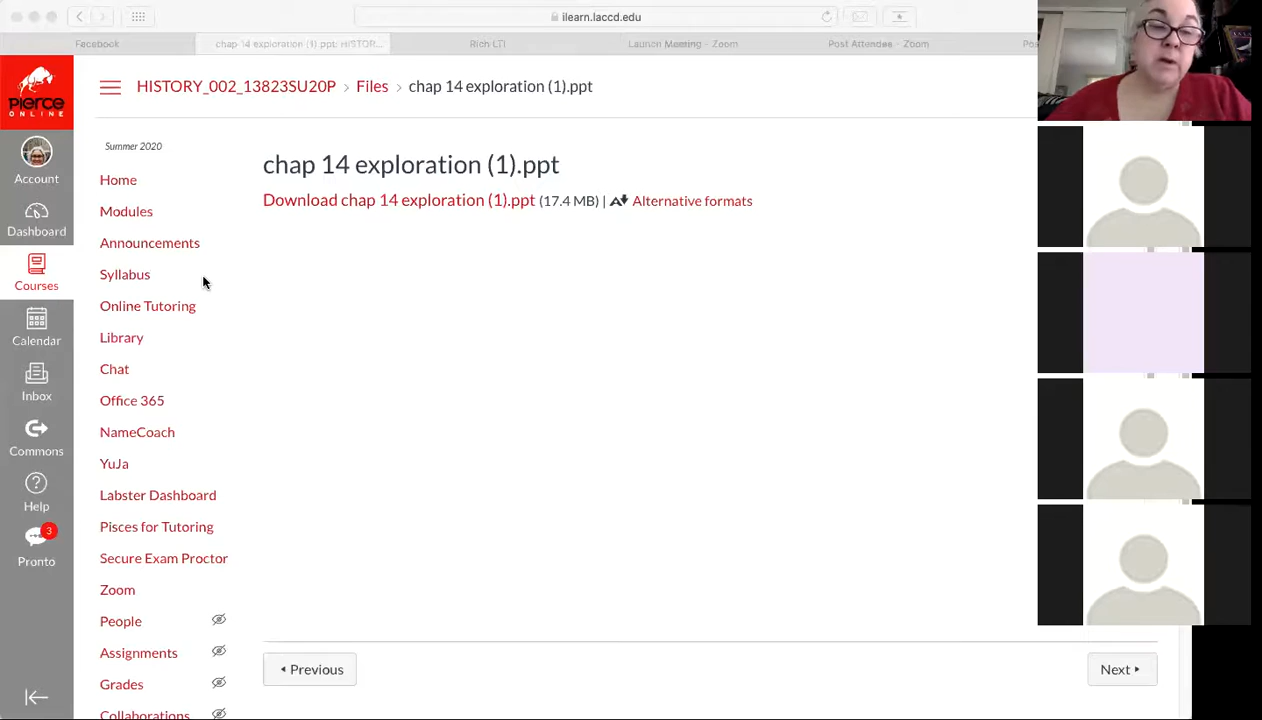 ilearn.laccd.edu
Facebook
chap 14 exploration (1).ppt: HISTOR...
Rich LTI
Launch Meeting - Zoom
Post Attendee - Zoom
PIERCE
ONLINE
HISTORY_002_13823SU20P > Files > chap 14 exploration (1).ppt
Account
Dashboard
Courses
Calendar
Inbox
Commons
Help
3
Pronto
Summer 2020
Home
Modules
Announcements
Syllabus
Online Tutoring
Library
Chat
Office 365
NameCoach
YuJa
Labster Dashboard
Pisces for Tutoring
Secure Exam Proctor
Zoom
People
Assignments
Grades
Collaborations
chap 14 exploration (1).ppt
Download chap 14 exploration (1).ppt (17.4 MB) | Alternative formats
Previous
Next